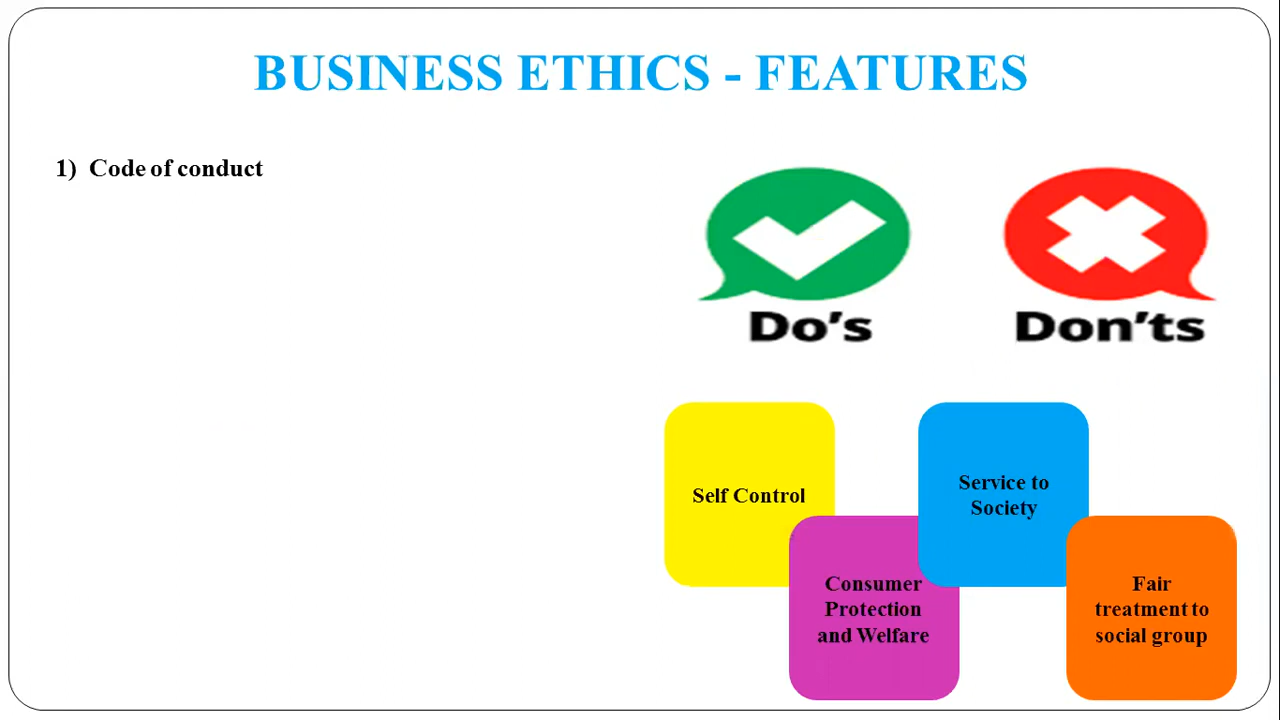 BUSINESS ETHICS - FEATURES
1) Code of conduct
Do's
Don'ts
Self Control
Consumer
Protection
and Welfare
Service to
Society
Fair
treatment to
social group